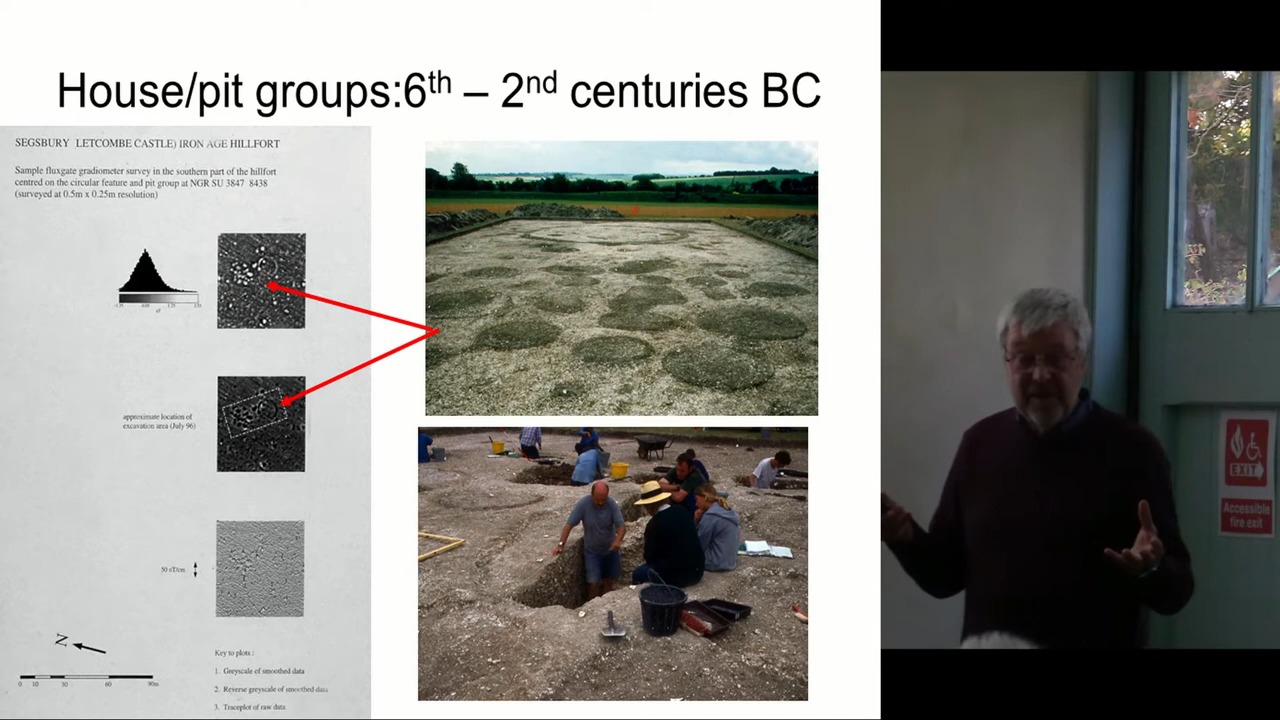 House/pit groups:6th – 2nd centuries BC
SEGSBURY LETCOMBE CASTLE) IRON AGE HILLFORT
Sample fluxgate gradiometer survey in the southern part of the hillfort
centred on the circular feature and pit group at NGR SU 3847 8438
(surveyed at 0.5m x 0.25m resolution)
approximate location of
excavation area (July 96)
50 nT/cm
N
0 10 30 60 90m
Key to plots :
1. Greyscale of smoothed data
2. Reverse greyscale of smoothed data
3. Traceplot of raw data
EXIT
Accessible
fire exit